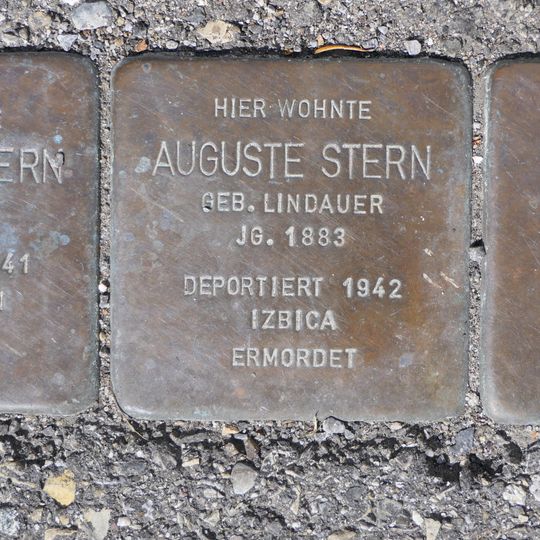 HIER WOHNTE
AUGUSTE STERN
GEB. LINDAUER
JG. 1883
DEPORTIERT 1942
IZBICA
ERMORDET